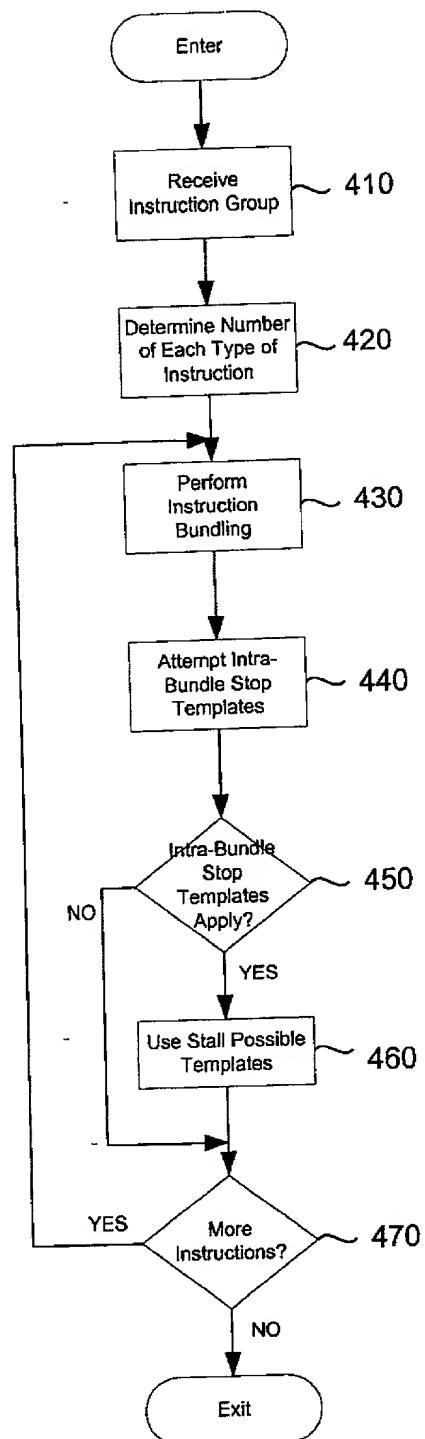 Enter
Receive
Instruction Group
410
Determine Number
of Each Type of
Instruction
420
Perform
Instruction
Bundling
430
Attempt Intra-
Bundle Stop
Templates
440
Intra-Bundle
Stop
Templates
Apply?
450
NO
YES
Use Stall Possible
Templates
460
YES
More
Instructions?
470
NO
Exit